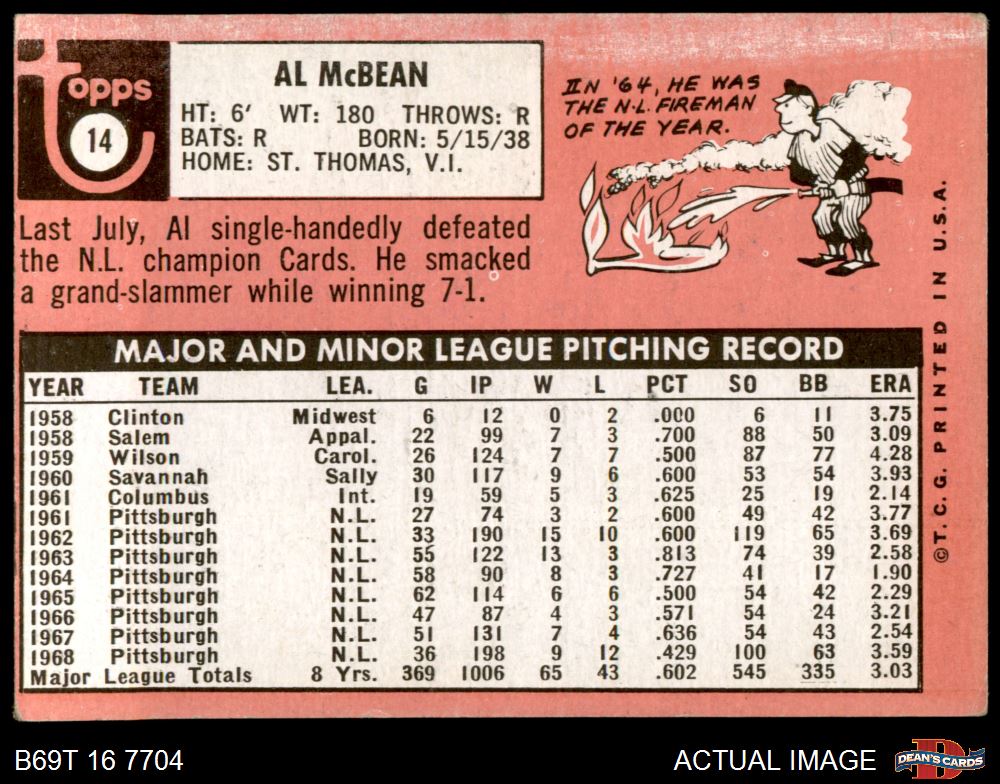 topps
14
AL McBEAN
HT: 6' WT: 180 THROWS: R
BATS: R BORN: 5/15/38
HOME: ST. THOMAS, V.I.
IN '64, HE WAS
THE N.L. FIREMAN
OF THE YEAR.
Last July, Al single-handedly defeated
the N.L. champion Cards. He smacked
a grand-slammer while winning 7-1.
MAJOR AND MINOR LEAGUE PITCHING RECORD
YEAR TEAM LEA. G IP W L PCT SO BB ERA
1958 Clinton Midwest 6 12 0 2 .000 6 11 3.75
1958 Salem Appal. 22 99 7 3 .700 88 50 3.09
1959 Wilson Carol. 26 124 7 7 .500 87 77 4.28
1960 Savannah Sally 30 117 9 6 .600 53 54 3.93
1961 Columbus Int. 19 59 5 3 .625 25 19 2.14
1961 Pittsburgh N.L. 27 74 3 2 .600 49 42 3.77
1962 Pittsburgh N.L. 33 190 15 10 .600 119 65 3.69
1963 Pittsburgh N.L. 55 122 13 3 .813 74 39 2.58
1964 Pittsburgh N.L. 58 90 8 3 .727 41 17 1.90
1965 Pittsburgh N.L. 62 114 6 6 .500 54 42 2.29
1966 Pittsburgh N.L. 47 87 4 3 .571 54 24 3.21
1967 Pittsburgh N.L. 51 131 7 4 .636 54 43 2.54
1968 Pittsburgh N.L. 36 198 9 12 .429 100 63 3.59
Major League Totals 8 Yrs. 369 1006 65 43 .602 545 335 3.03
©T.C.G. PRINTED IN U.S.A.
B69T 16 7704
ACTUAL IMAGE
D
DEAN'S CARDS